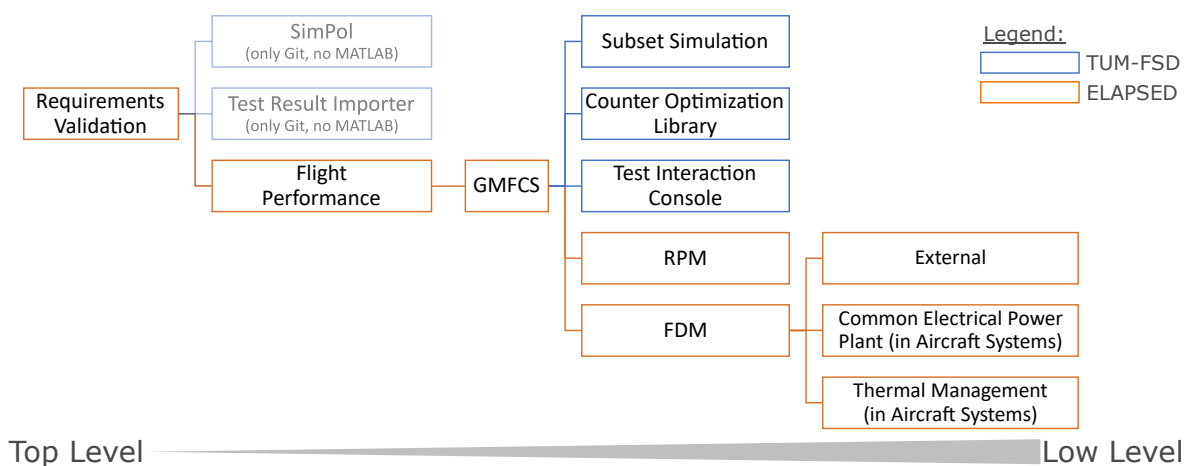 SimPol
(only Git, no MATLAB)
Subset Simulation
Legend:
TUM-FSD
ELAPSED
Requirements
Validation
Test Result Importer
(only Git, no MATLAB)
Counter Optimization
Library
Flight
Performance
GMFCS
Test Interaction
Console
RPM
External
FDM
Common Electrical Power
Plant (in Aircraft Systems)
Thermal Management
(in Aircraft Systems)
Top Level
Low Level